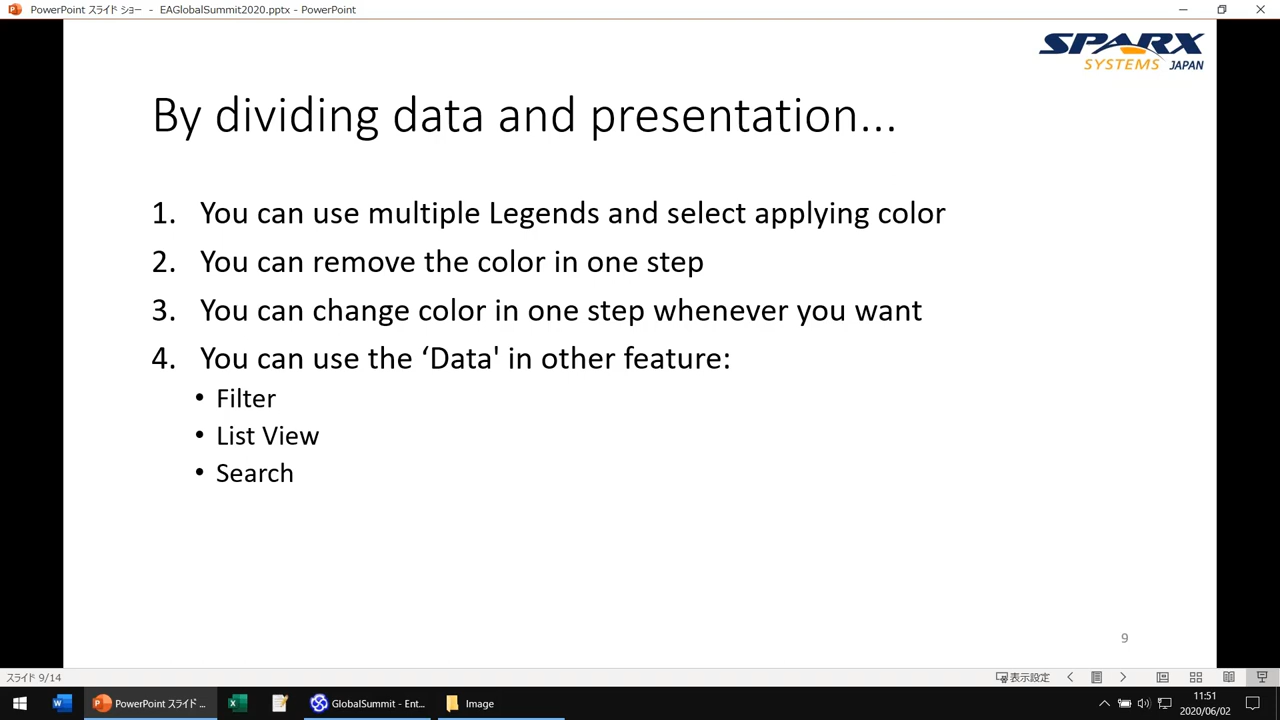 PowerPoint スライド ショー - EAGlobalSummit2020.pptx - PowerPoint
SPARX
SYSTEMS JAPAN
By dividing data and presentation...
1. You can use multiple Legends and select applying color
2. You can remove the color in one step
3. You can change color in one step whenever you want
4. You can use the ‘Data' in other feature:
• Filter
• List View
• Search
9
スライド 9/14
表示設定
PowerPoint スライド ...
GlobalSummit - Ent...
Image
11:51
2020/06/02